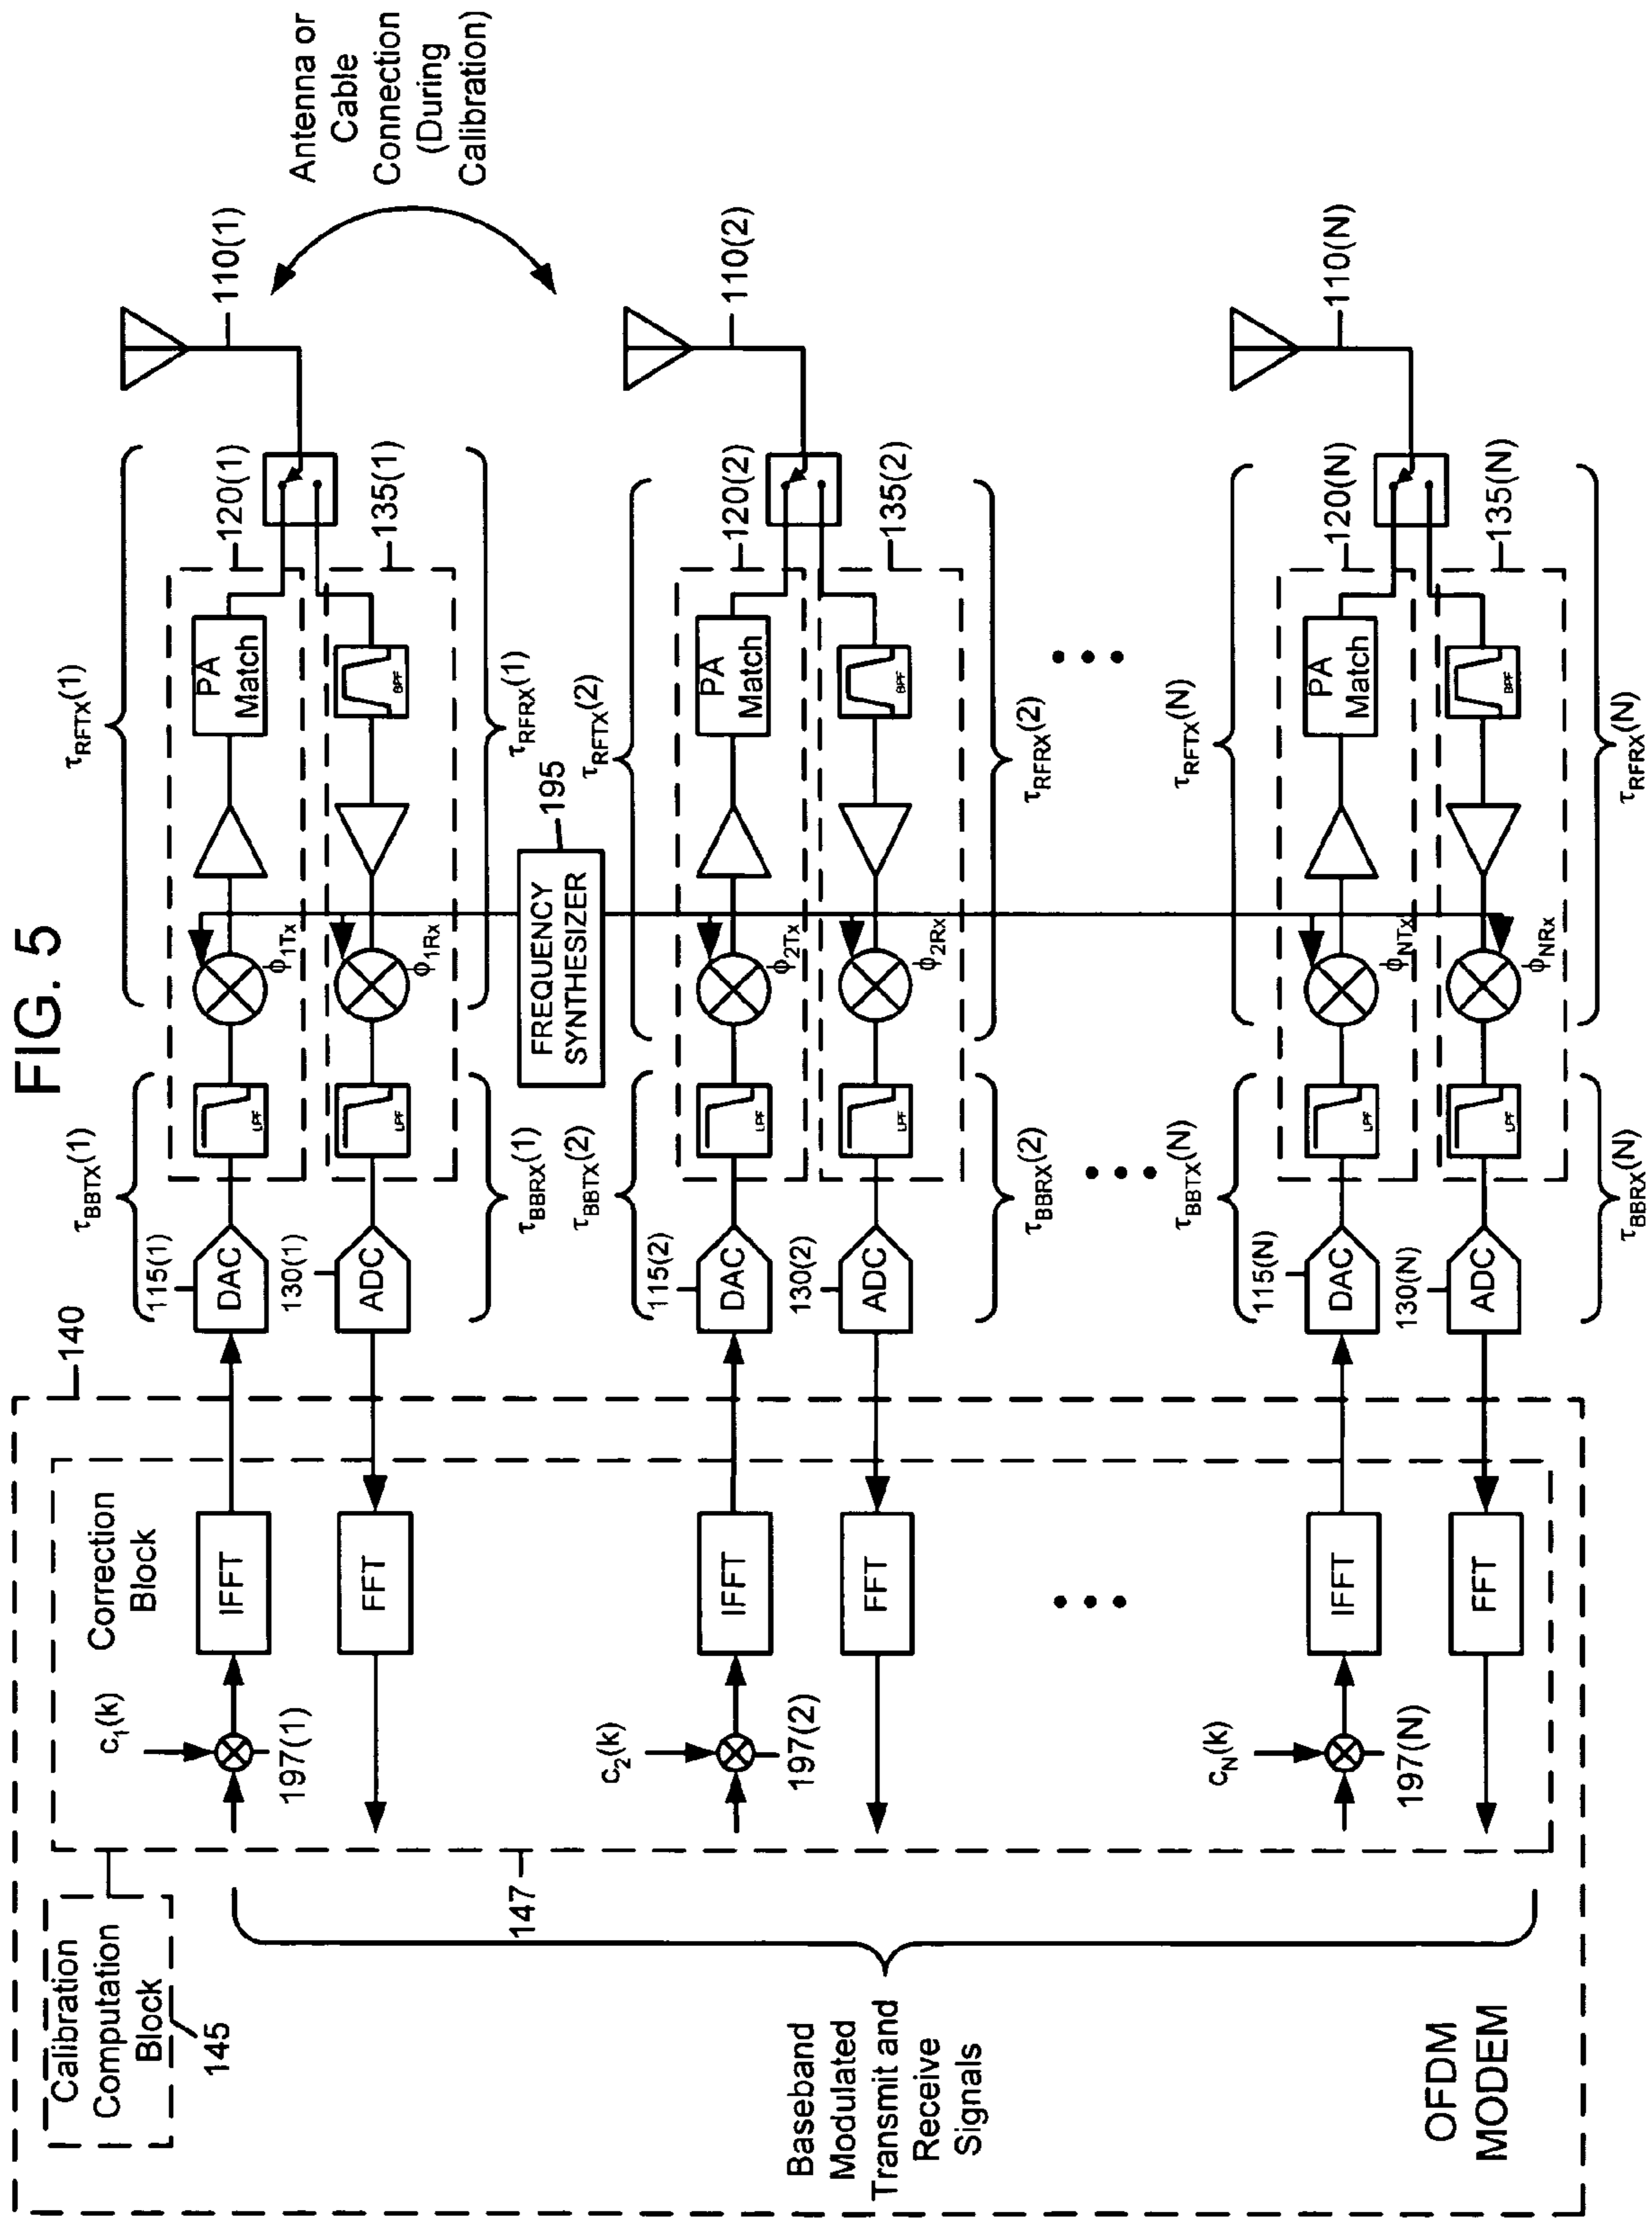 FIG. 5
140
Calibration
Computation
Block
145
147
Baseband
Modulated
Transmit and
Receive
Signals
OFDM
MODEM
Correction
Block
c₁(k)
197(1)
IFFT
FFT
115(1)
DAC
130(1)
ADC
τBBTX(1)
τBBRX(1)
LPF
LPF
ϕ1Tx
ϕ1Rx
τRFTX(1)
τRFRX(1)
PA
Match
BPF
120(1)
135(1)
110(1)
Antenna or
Cable
Connection
(During
Calibration)
FREQUENCY
SYNTHESIZER
195
c₂(k)
197(2)
IFFT
FFT
115(2)
DAC
130(2)
ADC
τBBTX(2)
τBBRX(2)
LPF
LPF
ϕ2Tx
ϕ2Rx
τRFTX(2)
τRFRX(2)
PA
Match
BPF
120(2)
135(2)
110(2)
cN(k)
197(N)
IFFT
FFT
115(N)
DAC
130(N)
ADC
τBBTX(N)
τBBRX(N)
LPF
LPF
ϕNTx
ϕNRx
τRFTX(N)
τRFRX(N)
PA
Match
BPF
120(N)
135(N)
110(N)